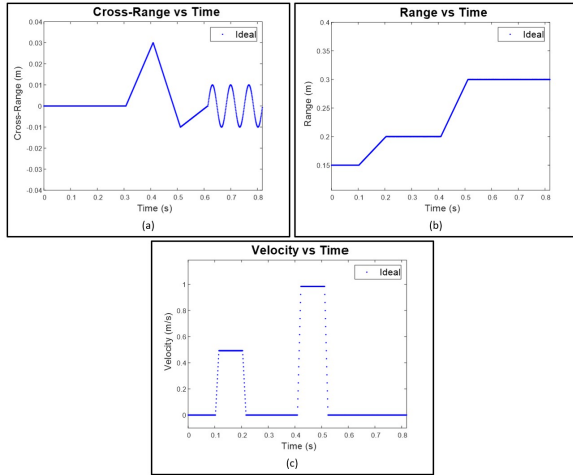 Cross-Range vs Time
Ideal
0.04
0.03
0.02
0.01
0
-0.01
-0.02
-0.03
-0.04
Cross-Range (m)
0 0.1 0.2 0.3 0.4 0.5 0.6 0.7 0.8
Time (s)
(a)
Range vs Time
Ideal
0.4
0.3
0.2
0.15
Range (m)
0 0.1 0.2 0.3 0.4 0.5 0.6 0.7 0.8
Time (s)
(b)
Velocity vs Time
Ideal
1
0.8
0.6
0.4
0.2
0
Velocity (m/s)
0 0.1 0.2 0.3 0.4 0.5 0.6 0.7 0.8
Time (s)
(c)